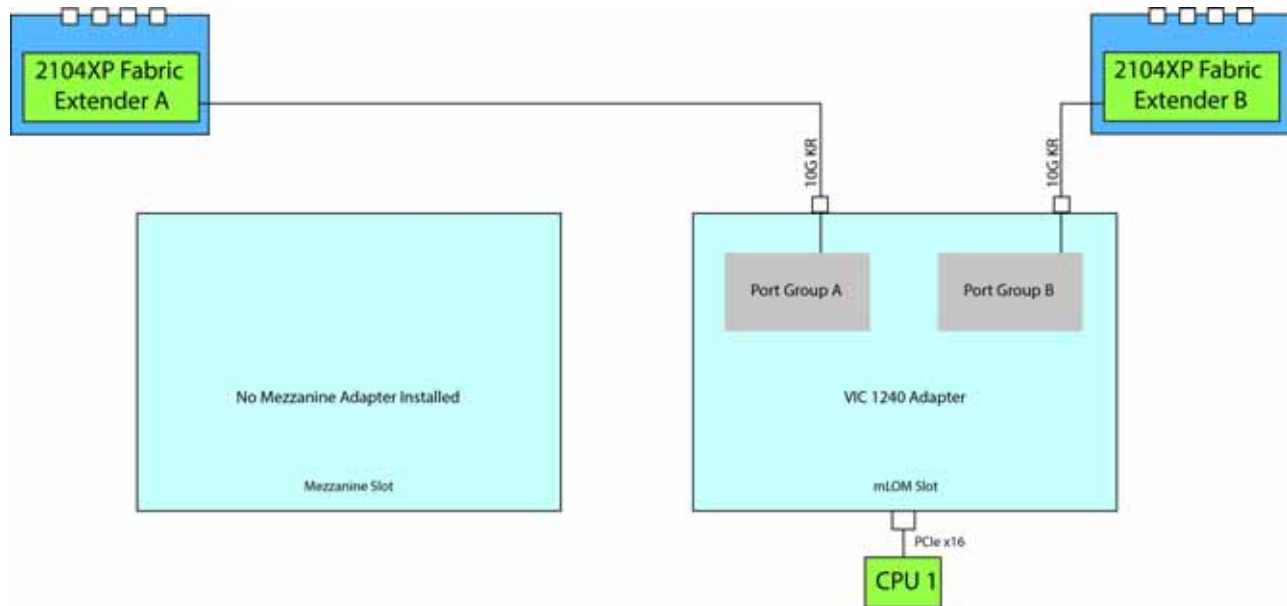 2104XP Fabric
Extender A
2104XP Fabric
Extender B
10G KR
10G KR
Port Group A
Port Group B
No Mezzanine Adapter Installed
VIC 1240 Adapter
Mezzanine Slot
mLOM Slot
PCIe x16
CPU 1